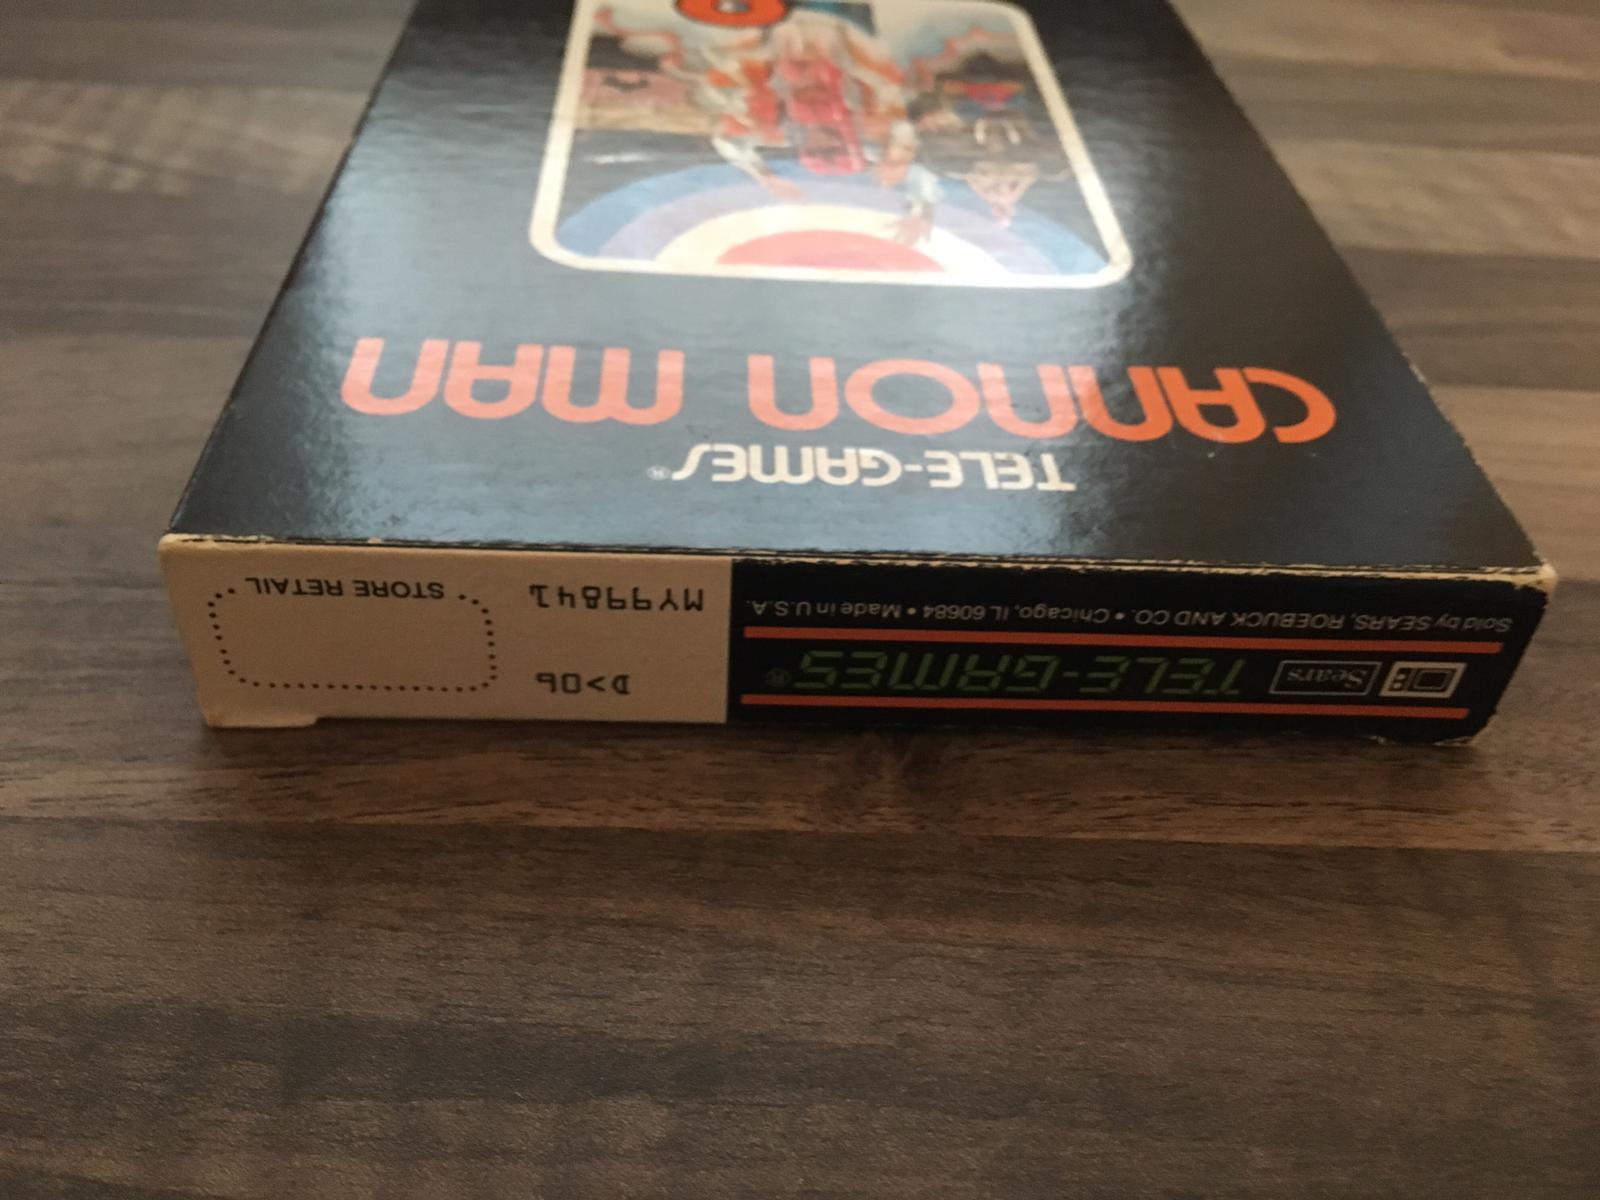 TELE-GAMES®
CANNON MAN
Sears
TELE-GAMES®
Sold by SEARS, ROEBUCK AND CO. • Chicago, IL 60684 • Made in U.S.A.
D>06
MY99841
STORE RETAIL